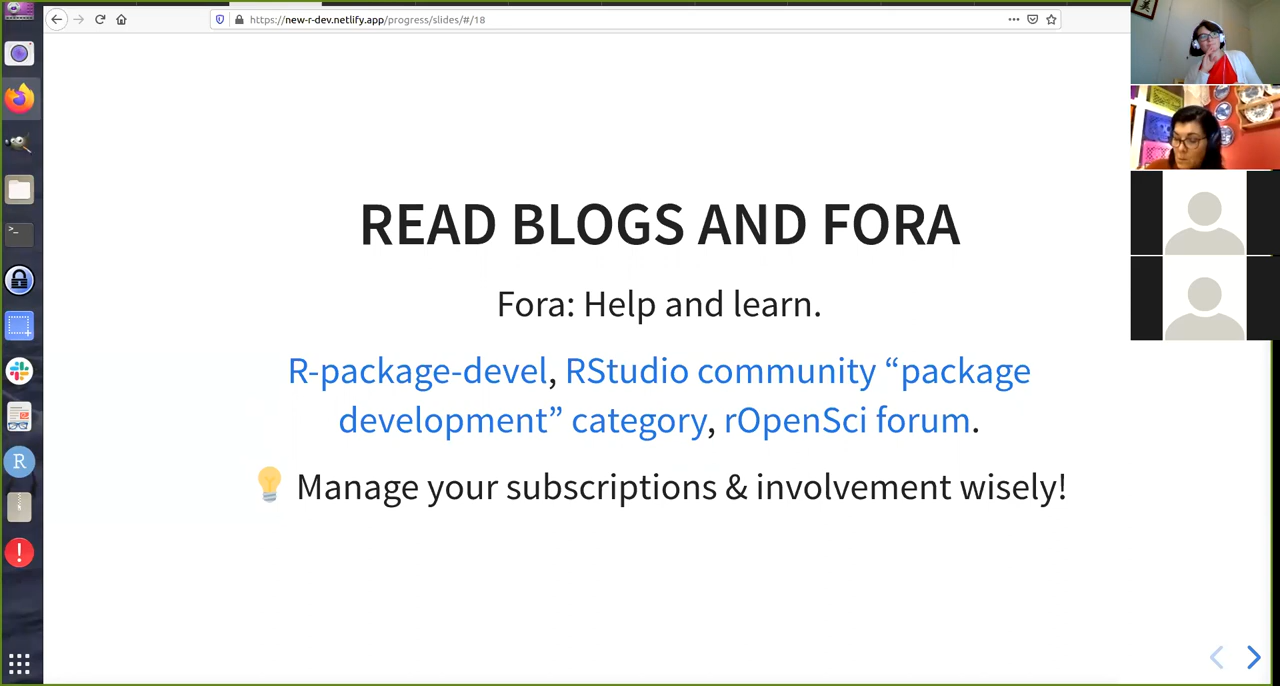 https://new-r-dev.netlify.app/progress/slides/#/18
READ BLOGS AND FORA
Fora: Help and learn.
R-package-devel, RStudio community “package
development” category, rOpenSci forum.
💡 Manage your subscriptions & involvement wisely!
>_
R
!